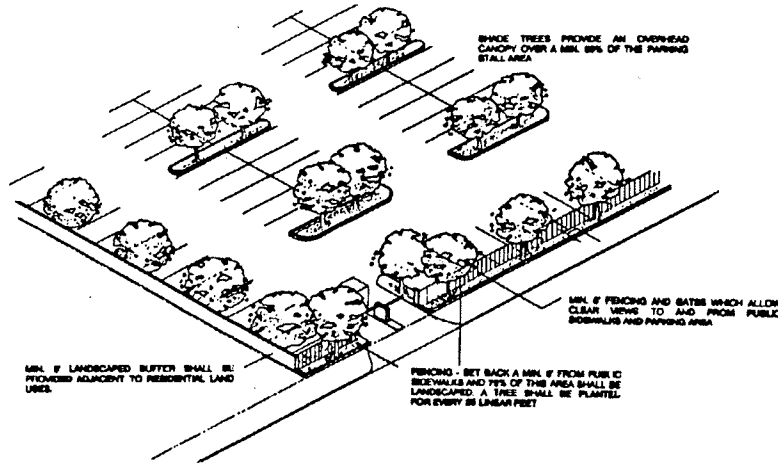 SHADE TREES PROVIDE AN OVERHEAD
CANOPY OVER A MIN. 50% OF THE PARKING
STALL AREA
MIN. 6' FENCING AND GATES WHICH ALLOW
CLEAR VIEWS TO AND FROM PUBLIC
SIDEWALKS AND PARKING AREA
MIN. LANDSCAPED BUFFER SHALL BE
PROVIDED ADJACENT TO RESIDENTIAL LAND
USES.
FENCING - SET BACK A MIN. FROM PUBLIC
SIDEWALKS AND 75% OF THIS AREA SHALL BE
LANDSCAPED. A TREE SHALL BE PLANTED
FOR EVERY LINEAR FEET